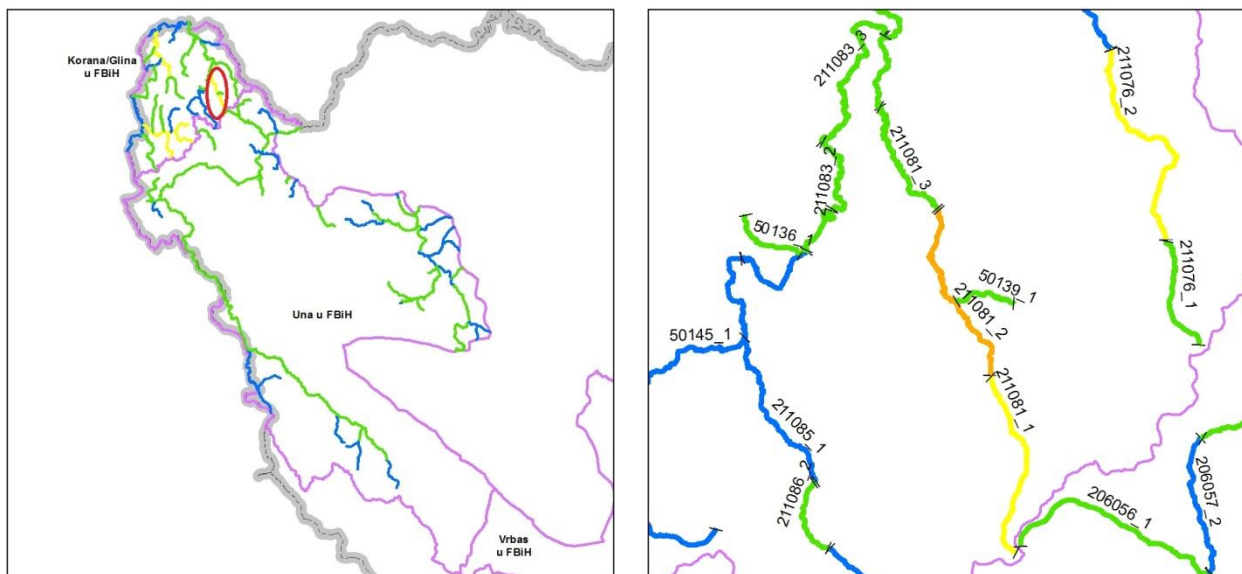 Korana/Glina
u FBiH
Una u FBiH
Vrbas
u FBiH
211083_3
211076_2
211081_3
211083_2
50136_1
211076_1
50139_1
211081_2
50145_1
211081_1
211085_1
211086_2
206056_1
206057_2